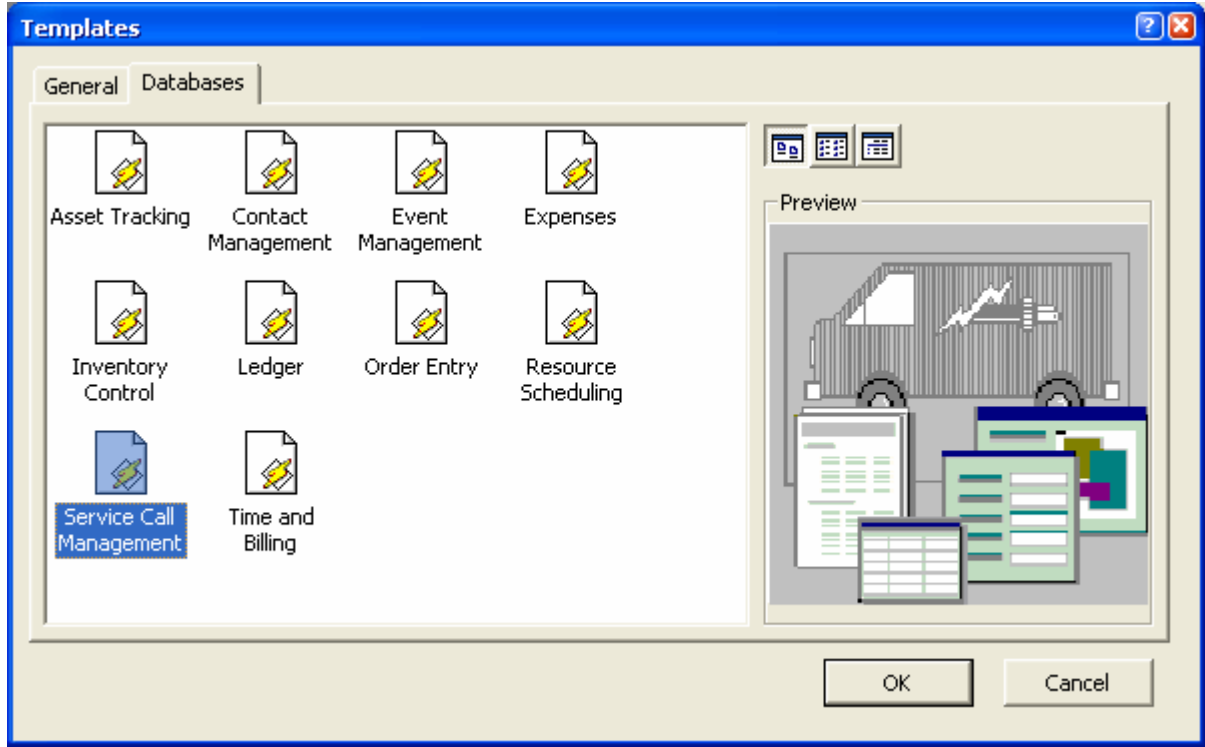 Templates
General Databases
Asset Tracking
Contact
Management
Event
Management
Expenses
Inventory
Control
Ledger
Order Entry
Resource
Scheduling
Service Call
Management
Time and
Billing
Preview
OK
Cancel